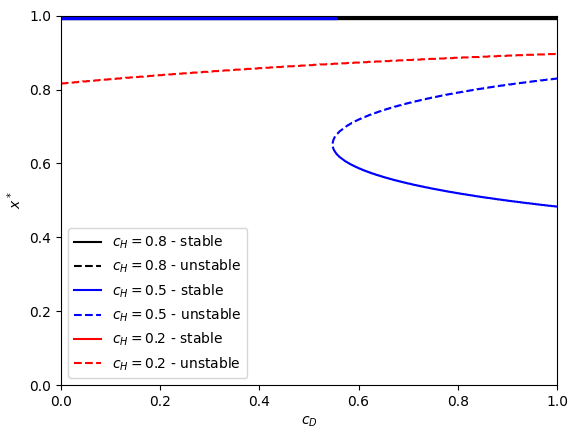 1.0
0.8
0.6
0.4
0.2
0.0
x*
c_H = 0.8 - stable
c_H = 0.8 - unstable
c_H = 0.5 - stable
c_H = 0.5 - unstable
c_H = 0.2 - stable
c_H = 0.2 - unstable
0.0 0.2 0.4 0.6 0.8 1.0
c_D